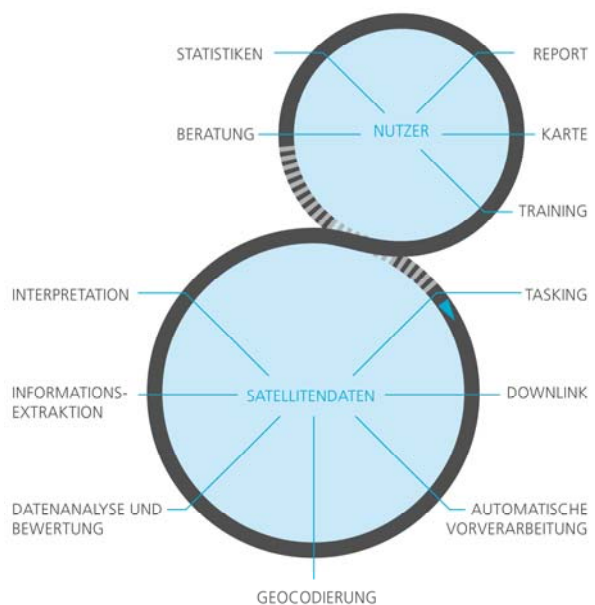 STATISTIKEN
REPORT
BERATUNG
NUTZER
KARTE
TRAINING
INTERPRETATION
TASKING
INFORMATIONS-
EXTRAKTION
SATELLITENDATEN
DOWNLINK
DATENANALYSE UND
BEWERTUNG
AUTOMATISCHE
VORVERARBEITUNG
GEOCODIERUNG